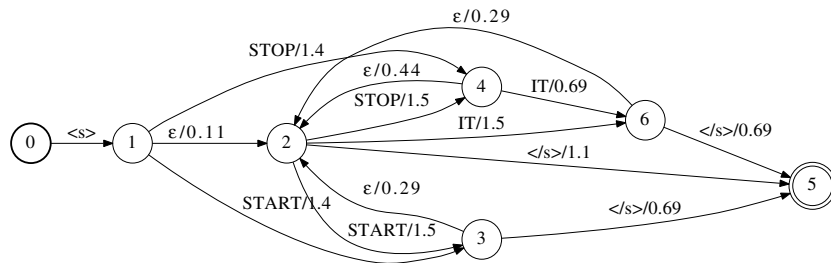 ε/0.29
STOP/1.4
ε/0.44
4
IT/0.69
STOP/1.5
6
0
<s>
1
ε/0.11
2
IT/1.5
</s>/0.69
</s>/1.1
5
ε/0.29
START/1.4
START/1.5
</s>/0.69
3